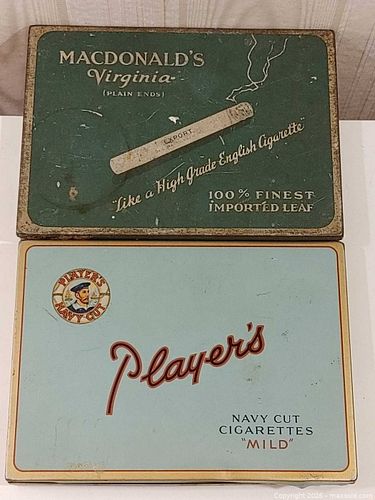 MACDONALD'S
Virginia
(PLAIN ENDS)
EXPORT
"Like a High Grade English Cigarette"
100% FINEST
IMPORTED LEAF
PLAYER'S
NAVY CUT
Player's
NAVY CUT
CIGARETTES
"MILD"